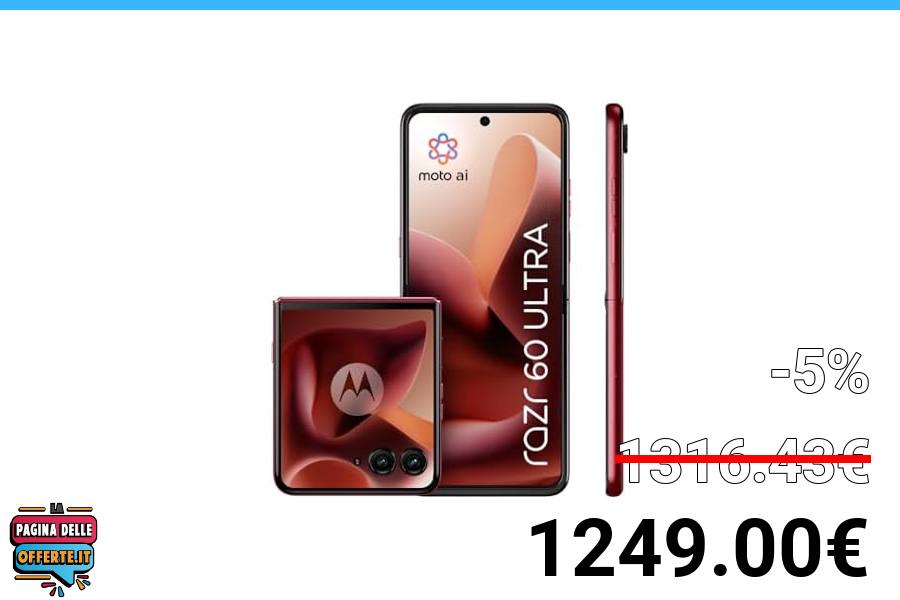 moto ai
razr 60 ULTRA
-5%
1316.43€
1249.00€
LA
PAGINA DELLE
OFFERTE.IT